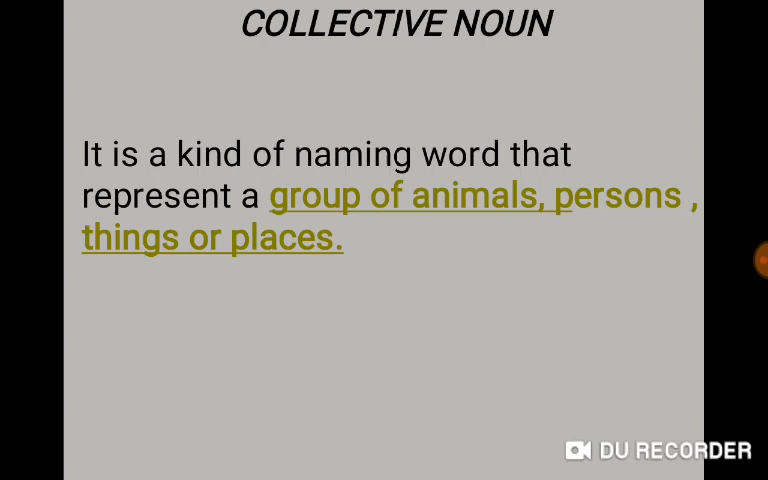 COLLECTIVE NOUN
It is a kind of naming word that
represent a group of animals, persons ,
things or places.
DU RECORDER